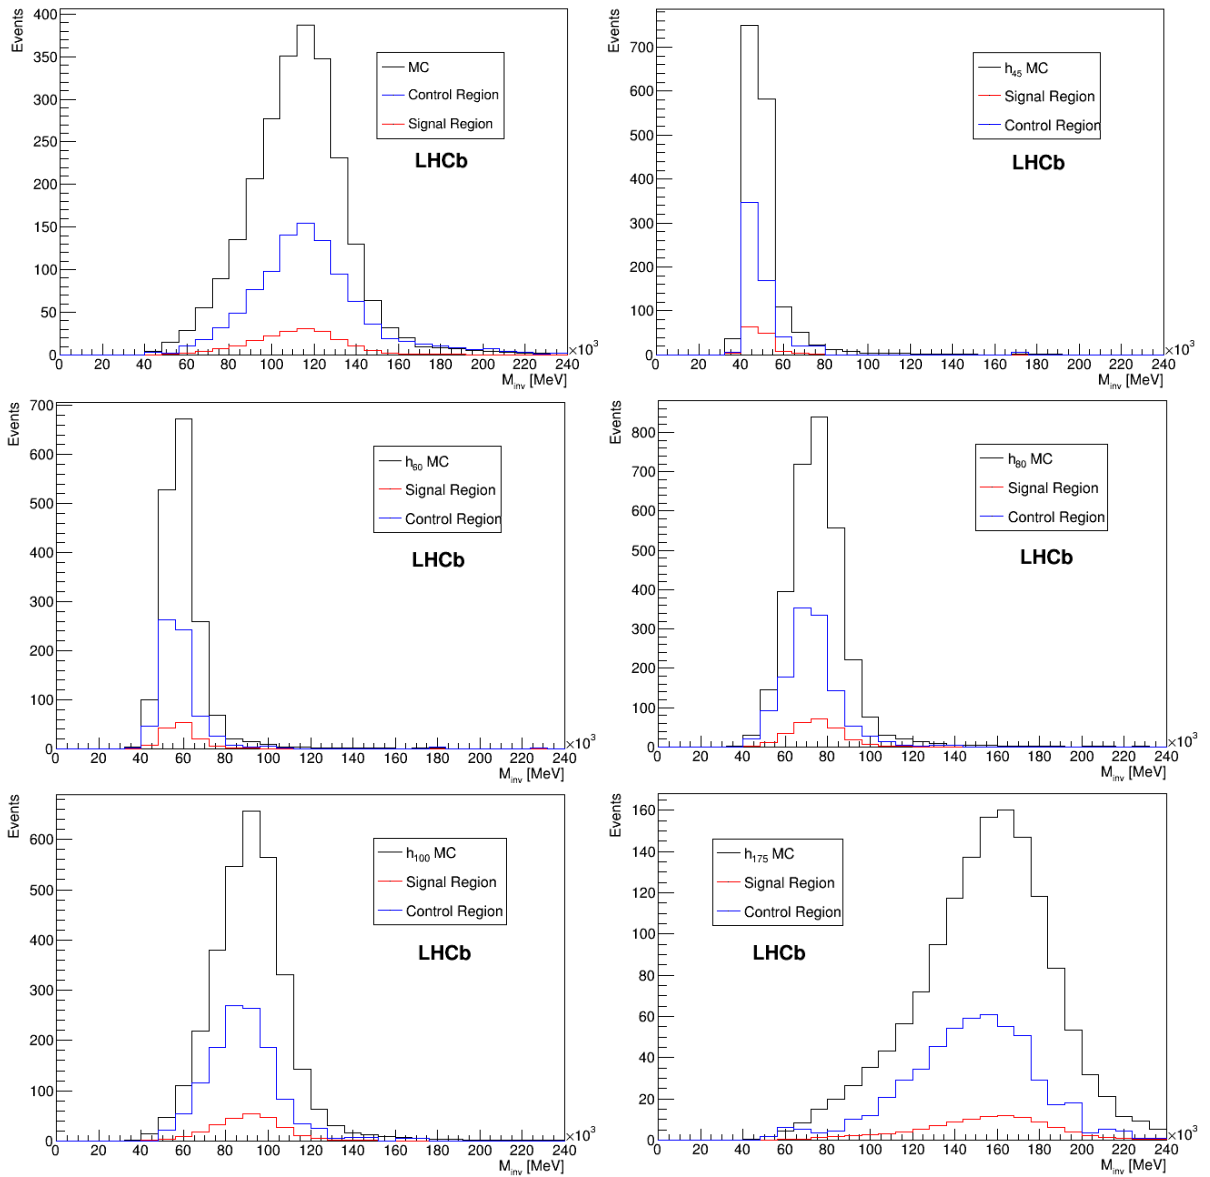 Events
400
350
300
250
200
150
100
50
0
MC
Control Region
Signal Region
LHCb
0 20 40 60 80 100 120 140 160 180 200 220 240
×10³
M_inv [MeV]
Events
700
600
500
400
300
200
100
0
h₄₅ MC
Signal Region
Control Region
LHCb
0 20 40 60 80 100 120 140 160 180 200 220 240
×10³
M_inv [MeV]
Events
700
600
500
400
300
200
100
0
h₆₀ MC
Signal Region
Control Region
LHCb
0 20 40 60 80 100 120 140 160 180 200 220 240
×10³
M_inv [MeV]
Events
800
700
600
500
400
300
200
100
0
h₈₀ MC
Signal Region
Control Region
LHCb
0 20 40 60 80 100 120 140 160 180 200 220 240
×10³
M_inv [MeV]
Events
600
500
400
300
200
100
0
h₁₀₀ MC
Signal Region
Control Region
LHCb
0 20 40 60 80 100 120 140 160 180 200 220 240
×10³
M_inv [MeV]
Events
160
140
120
100
80
60
40
20
0
h₁₇₅ MC
Signal Region
Control Region
LHCb
0 20 40 60 80 100 120 140 160 180 200 220 240
×10³
M_inv [MeV]